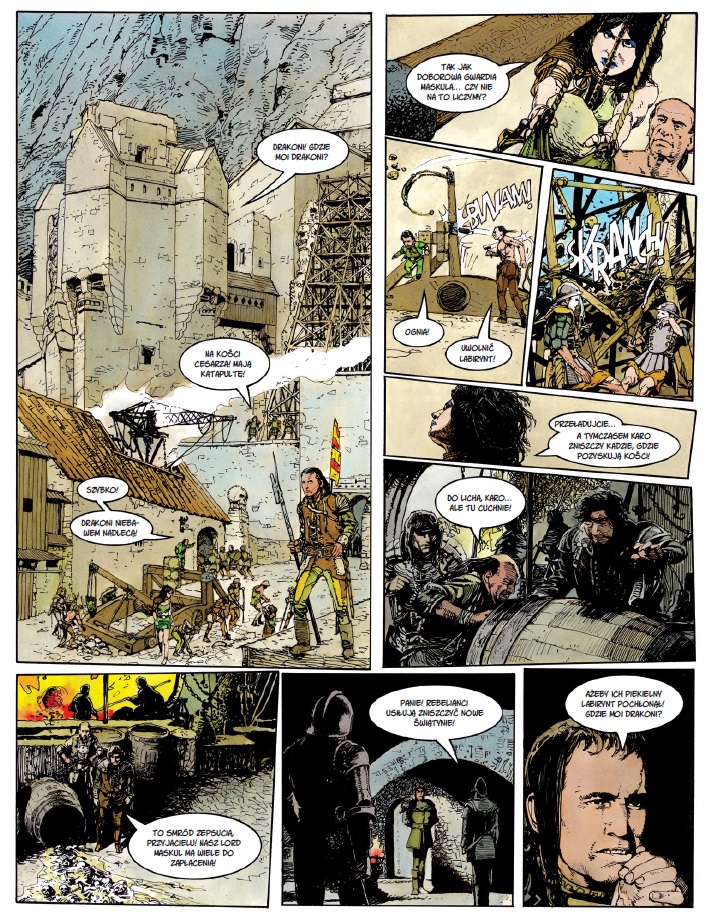 DRAKONI! GDZIE
MOI DRAKONI?
NA KOŚCI
CESARZA! MAJĄ
KATAPULTĘ!
SZYBKO!
DRAKONI NIEBA-
WEM NADLECĄ!
TAK JAK
DOBOROWA GWARDIA
MASKULA... CZY NIE
NA TO LICZYMY?
BWAM!
OGNIA!
UWOLNIĆ
LABIRYNT!
SKRANCH!
PRZEŁADUJCIE...
A TYMCZASEM KARO
ZNISZCZY KADZIE, GDZIE
POZYSKUJĄ KOŚCI!
DO LICHA, KARO...
ALE TU CUCHNIE!
TO SMRÓD ZEPSUCIA,
PRZYJACIELU! NASZ LORD
MASKUL MA WIELE DO
ZAPŁACENIA!
PANIE! REBELIANCI
USIŁUJĄ ZNISZCZYĆ NOWE
ŚWIĄTYNIE!
AŻEBY ICH PIEKIELNY
LABIRYNT POCHŁONĄŁ!
GDZIE MOI DRAKONI?